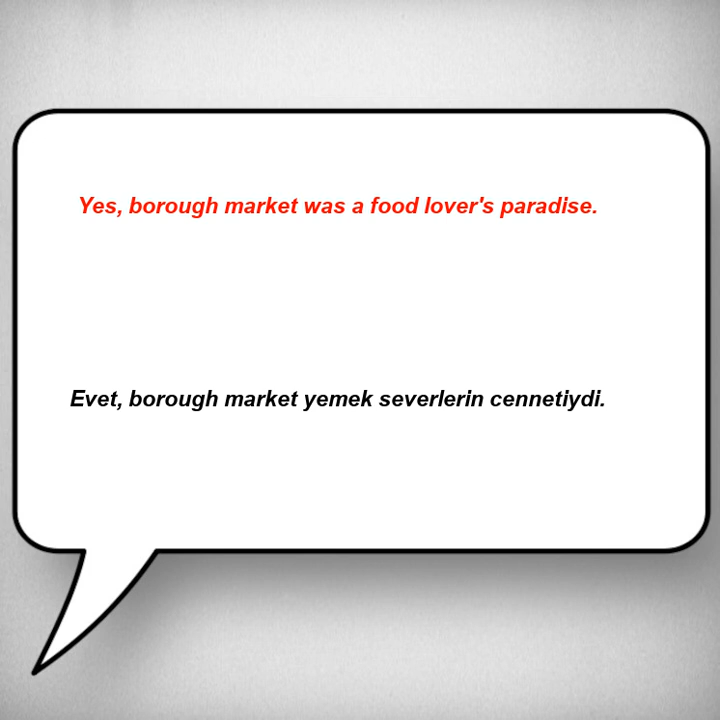 Yes, borough market was a food lover's paradise.
Evet, borough market yemek severlerin cennetiydi.